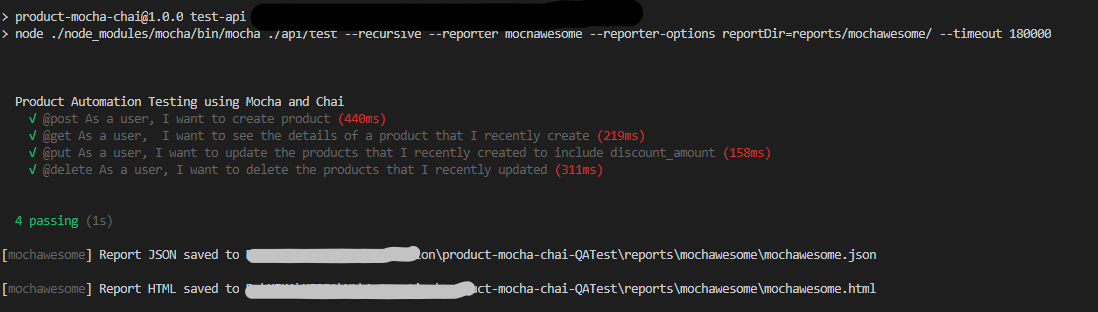 > product-mocha-chai@1.0.0 test-api
> node ./node_modules/mocha/bin/mocha ./api/test --recursive --reporter mochawesome --reporter-options reportDir=reports/mochawesome/ --timeout 180000
Product Automation Testing using Mocha and Chai
√ @post As a user, I want to create product (440ms)
√ @get As a user,  I want to see the details of a product that I recently create (219ms)
√ @put As a user, I want to update the products that I recently created to include discount_amount (158ms)
√ @delete As a user, I want to delete the products that I recently updated (311ms)
4 passing (1s)
[mochawesome] Report JSON saved to ion\product-mocha-chai-QATest\reports\mochawesome\mochawesome.json
[mochawesome] Report HTML saved to uct-mocha-chai-QATest\reports\mochawesome\mochawesome.html